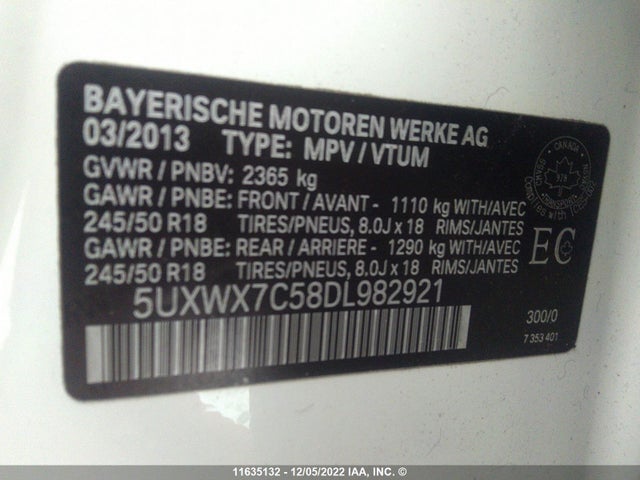 BAYERISCHE MOTOREN WERKE AG
03/2013 TYPE: MPV / VTUM
GVWR / PNBV: 2365 kg
GAWR / PNBE: FRONT / AVANT - 1110 kg WITH/AVEC
245/50 R18 TIRES/PNEUS, 8.0J x 18 RIMS/JANTES
GAWR / PNBE: REAR / ARRIERE - 1290 kg WITH/AVEC
245/50 R18 TIRES/PNEUS, 8.0J x 18 RIMS/JANTES
5UXWX7C58DL982921
CANADA
TRANSPORT
EC
300/0
7 353 401
11635132 - 12/05/2022 IAA, INC. ©